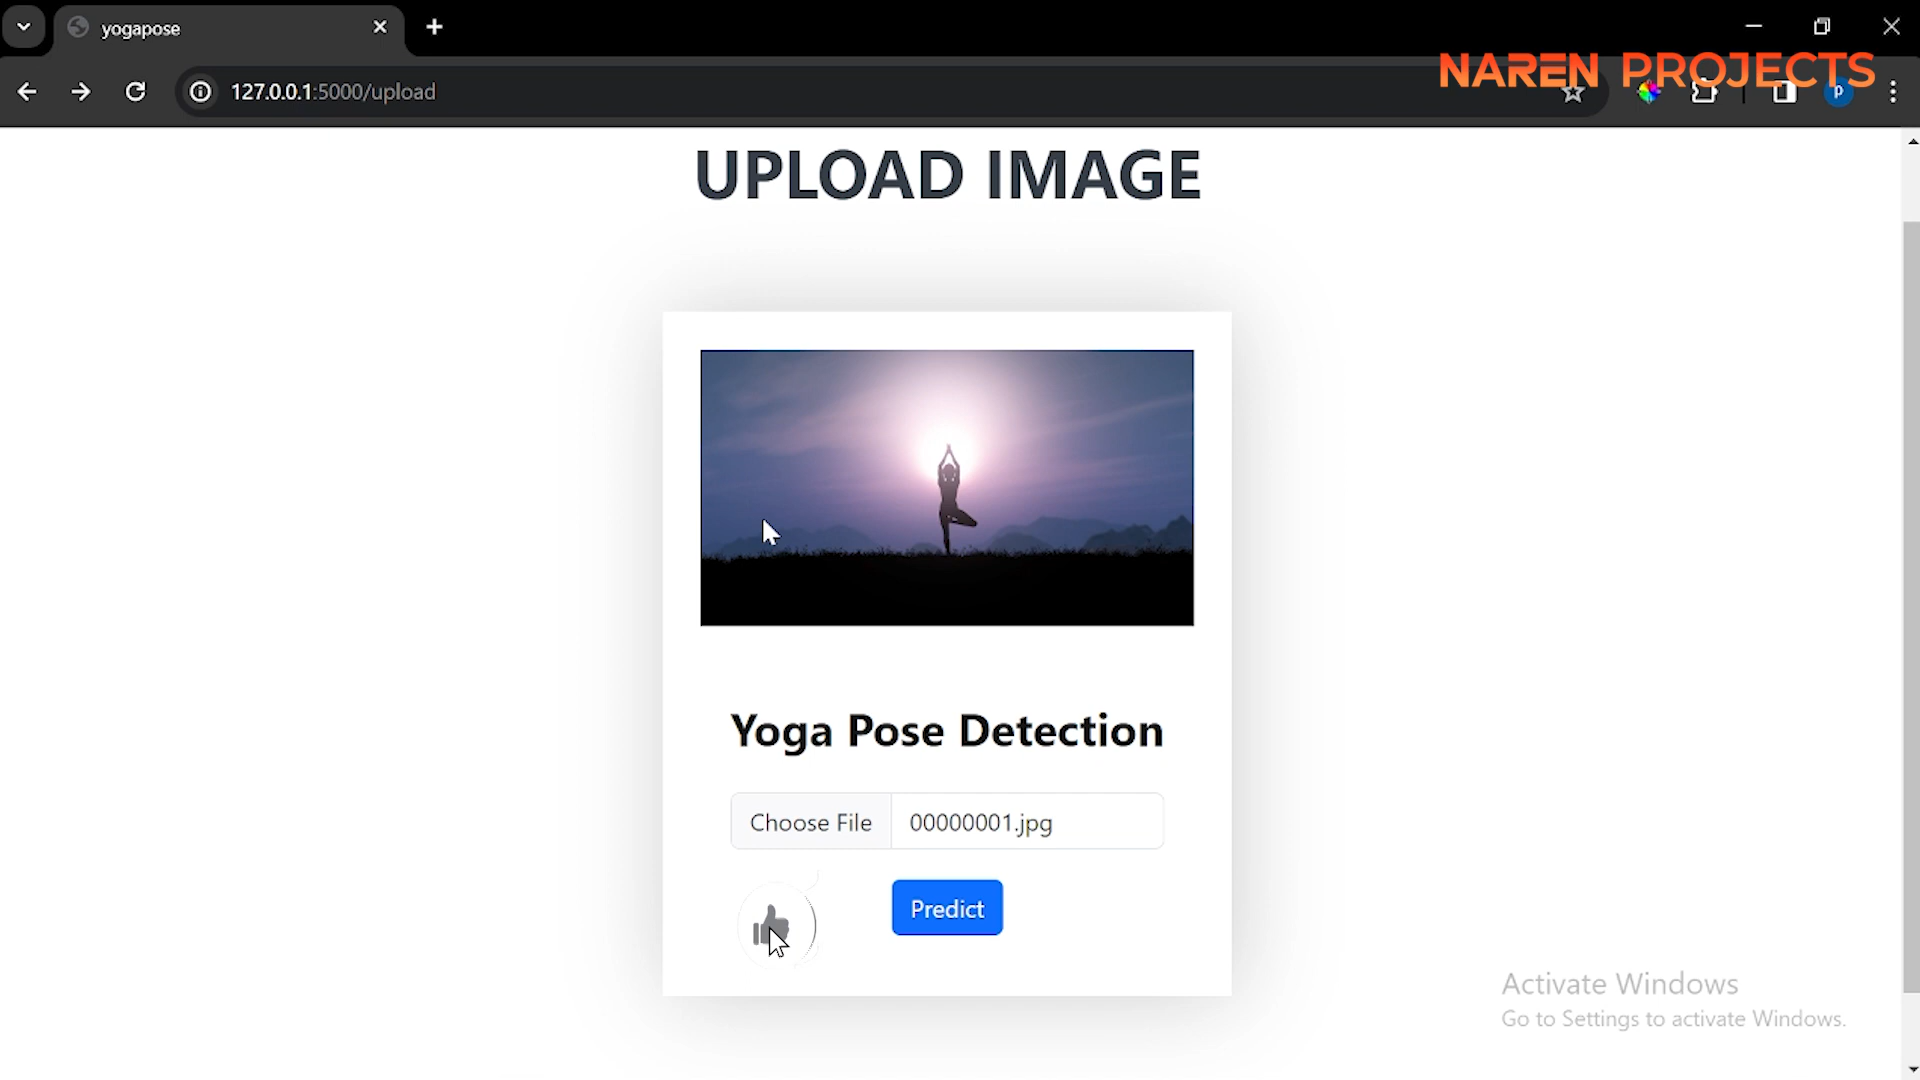 yogapose
NAREN PROJECTS
127.0.0.1:5000/upload
p
UPLOAD IMAGE
Yoga Pose Detection
Choose File 00000001.jpg
Predict
Activate Windows
Go to Settings to activate Windows.